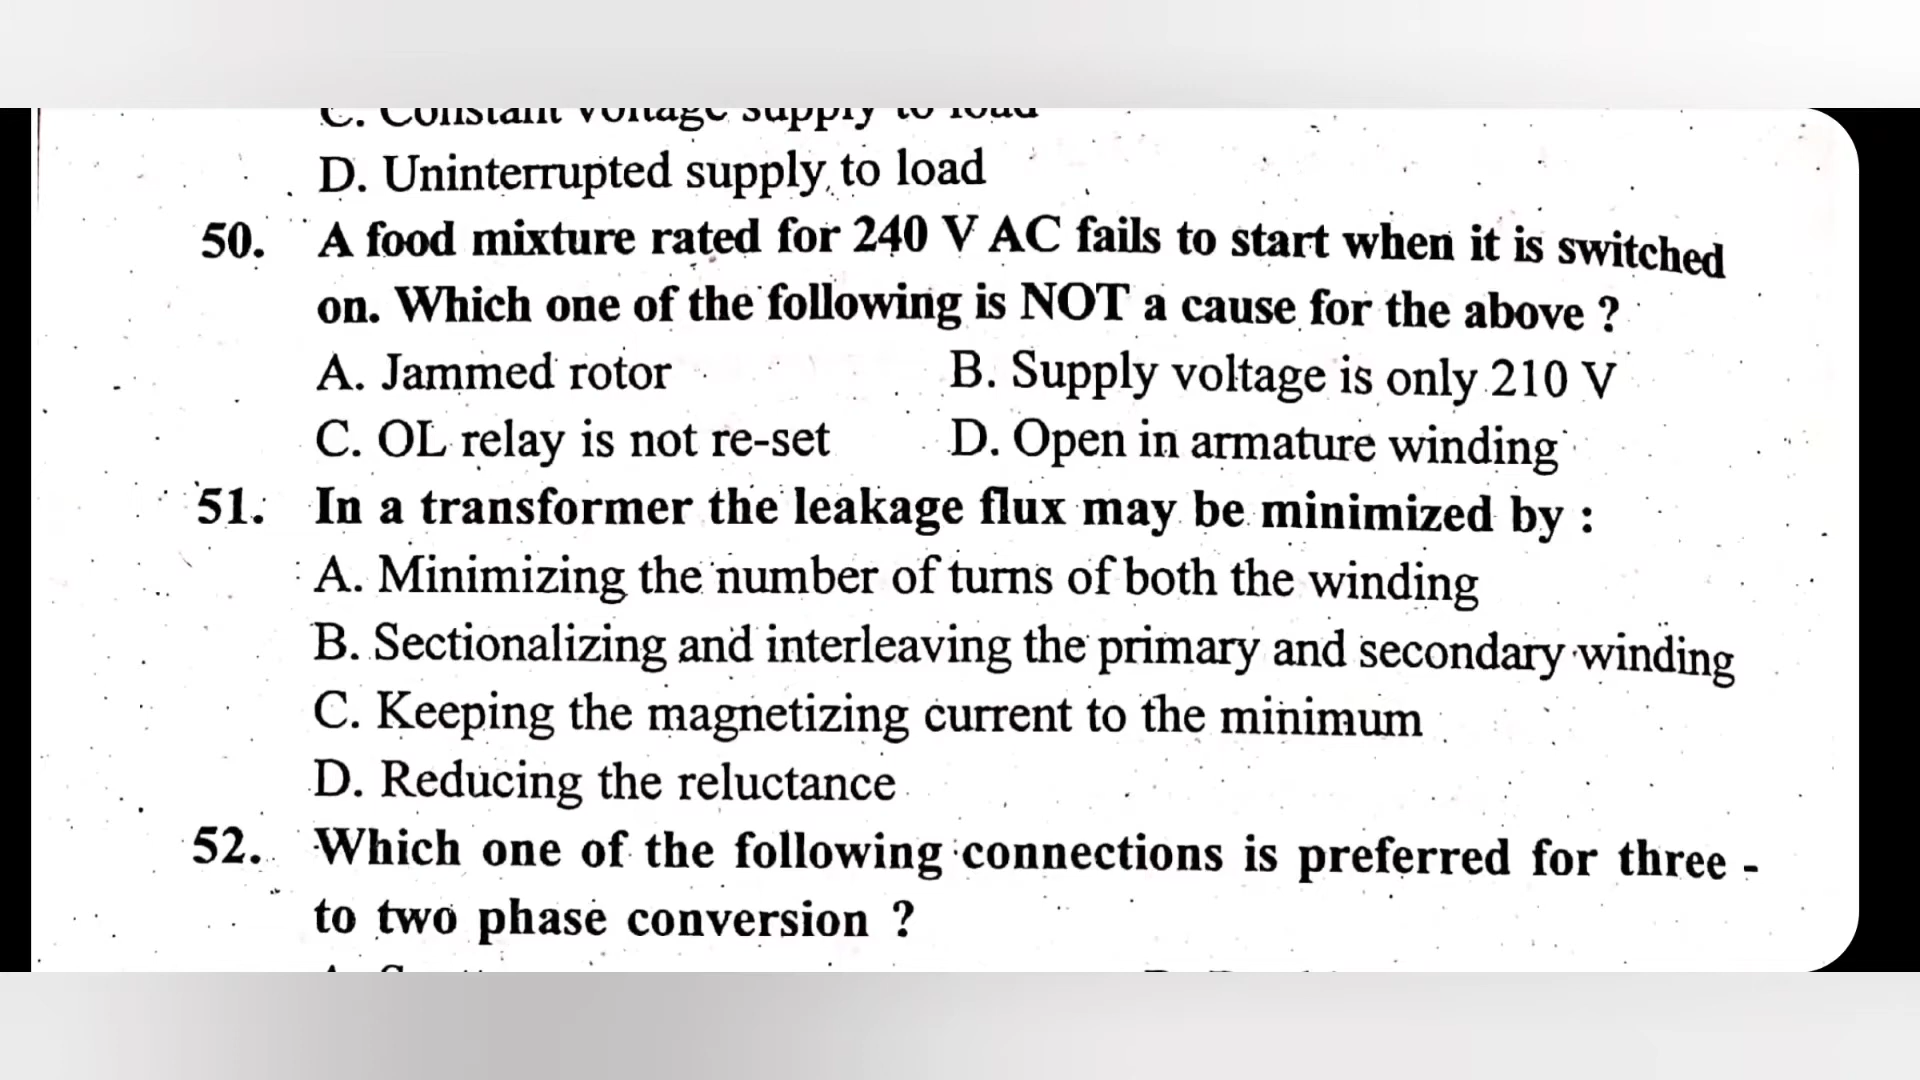 C. Constant voltage supply to load
D. Uninterrupted supply to load
50. A food mixture rated for 240 V AC fails to start when it is switched
on. Which one of the following is NOT a cause for the above ?
A. Jammed rotor B. Supply voltage is only 210 V
C. OL relay is not re-set D. Open in armature winding
51. In a transformer the leakage flux may be minimized by :
A. Minimizing the number of turns of both the winding
B. Sectionalizing and interleaving the primary and secondary winding
C. Keeping the magnetizing current to the minimum
D. Reducing the reluctance
52. Which one of the following connections is preferred for three -
to two phase conversion ?